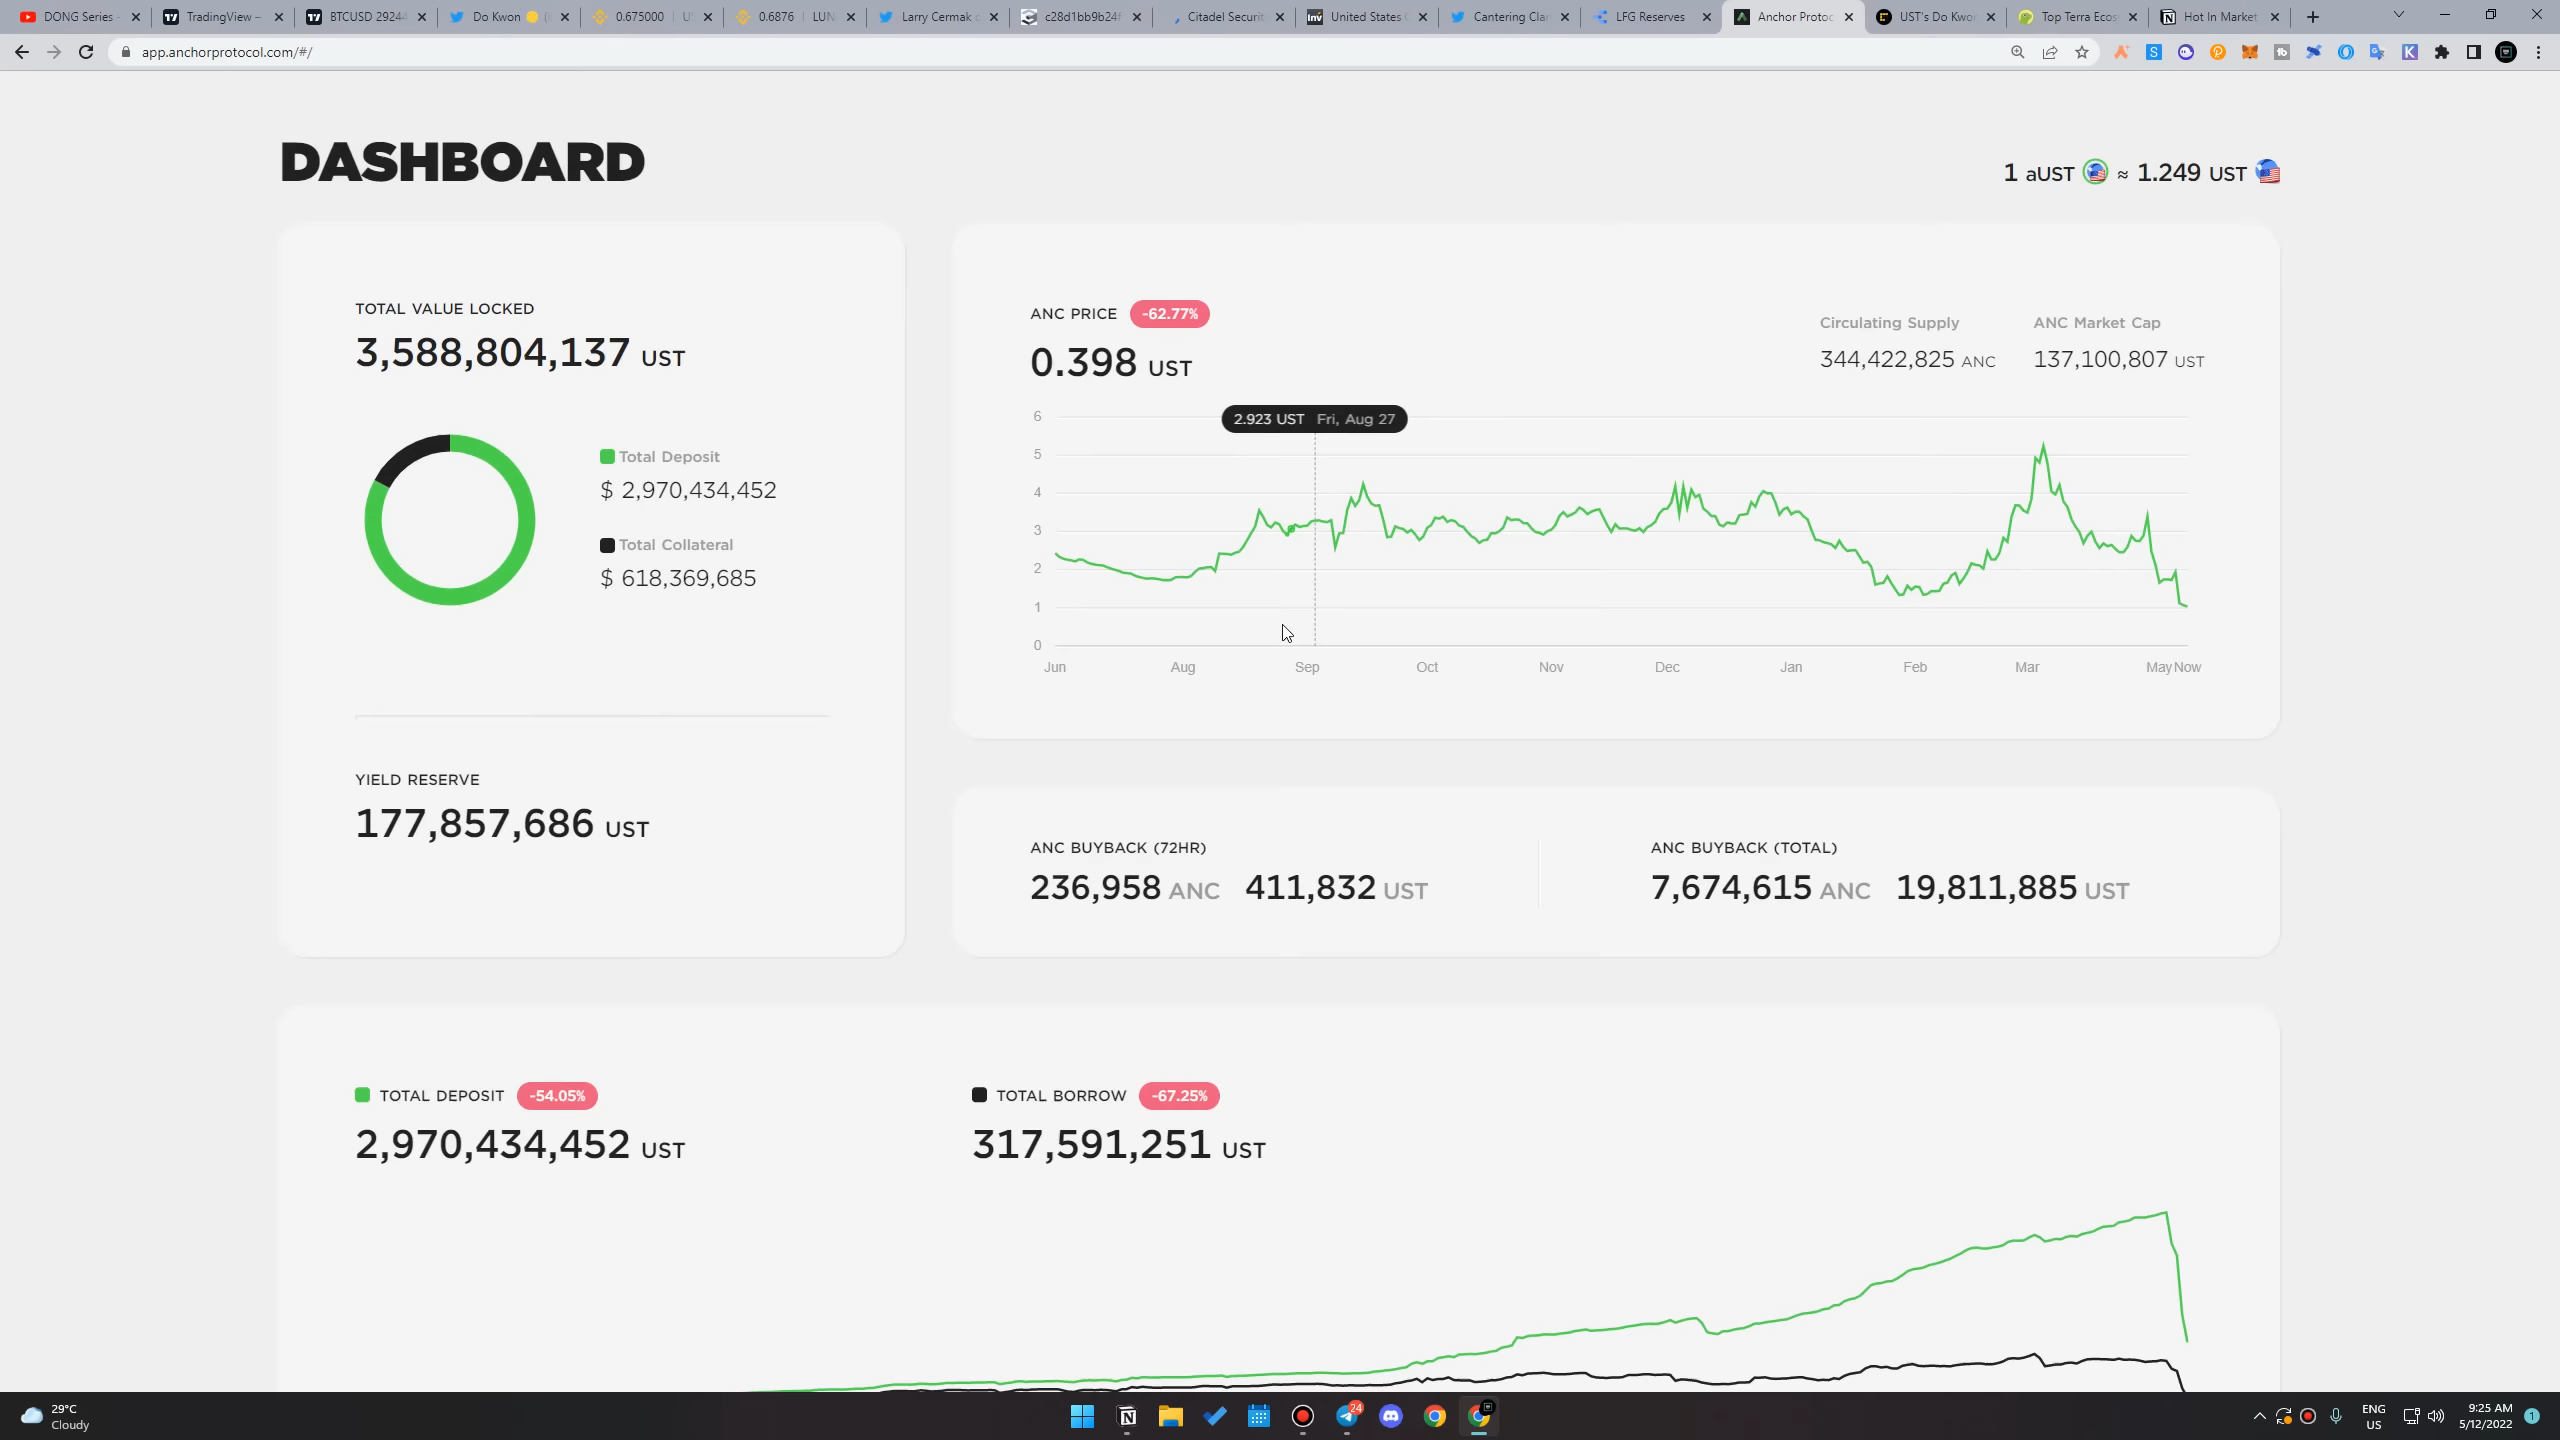 DONG Series -
TradingView –
BTCUSD 2924
Do Kwon
0.675000 | U
0.6876 | LUN
Larry Cermak
c28d1bb9b24f
Citadel Securit
United States
Cantering Clar
LFG Reserves
Anchor Protoc
UST's Do Kwo
Top Terra Ecos
Hot In Market
app.anchorprotocol.com/#/
DASHBOARD
1 aUST ≈ 1.249 UST
TOTAL VALUE LOCKED
3,588,804,137 UST
Total Deposit
$ 2,970,434,452
Total Collateral
$ 618,369,685
YIELD RESERVE
177,857,686 UST
ANC PRICE -62.77%
0.398 UST
Circulating Supply
344,422,825 ANC
ANC Market Cap
137,100,807 UST
2.923 UST Fri, Aug 27
6
5
4
3
2
1
0
Jun Aug Sep Oct Nov Dec Jan Feb Mar May Now
ANC BUYBACK (72HR)
236,958 ANC 411,832 UST
ANC BUYBACK (TOTAL)
7,674,615 ANC 19,811,885 UST
TOTAL DEPOSIT -54.05%
2,970,434,452 UST
TOTAL BORROW -67.25%
317,591,251 UST
29°C
Cloudy
24
ENG
US
9:25 AM
5/12/2022
1